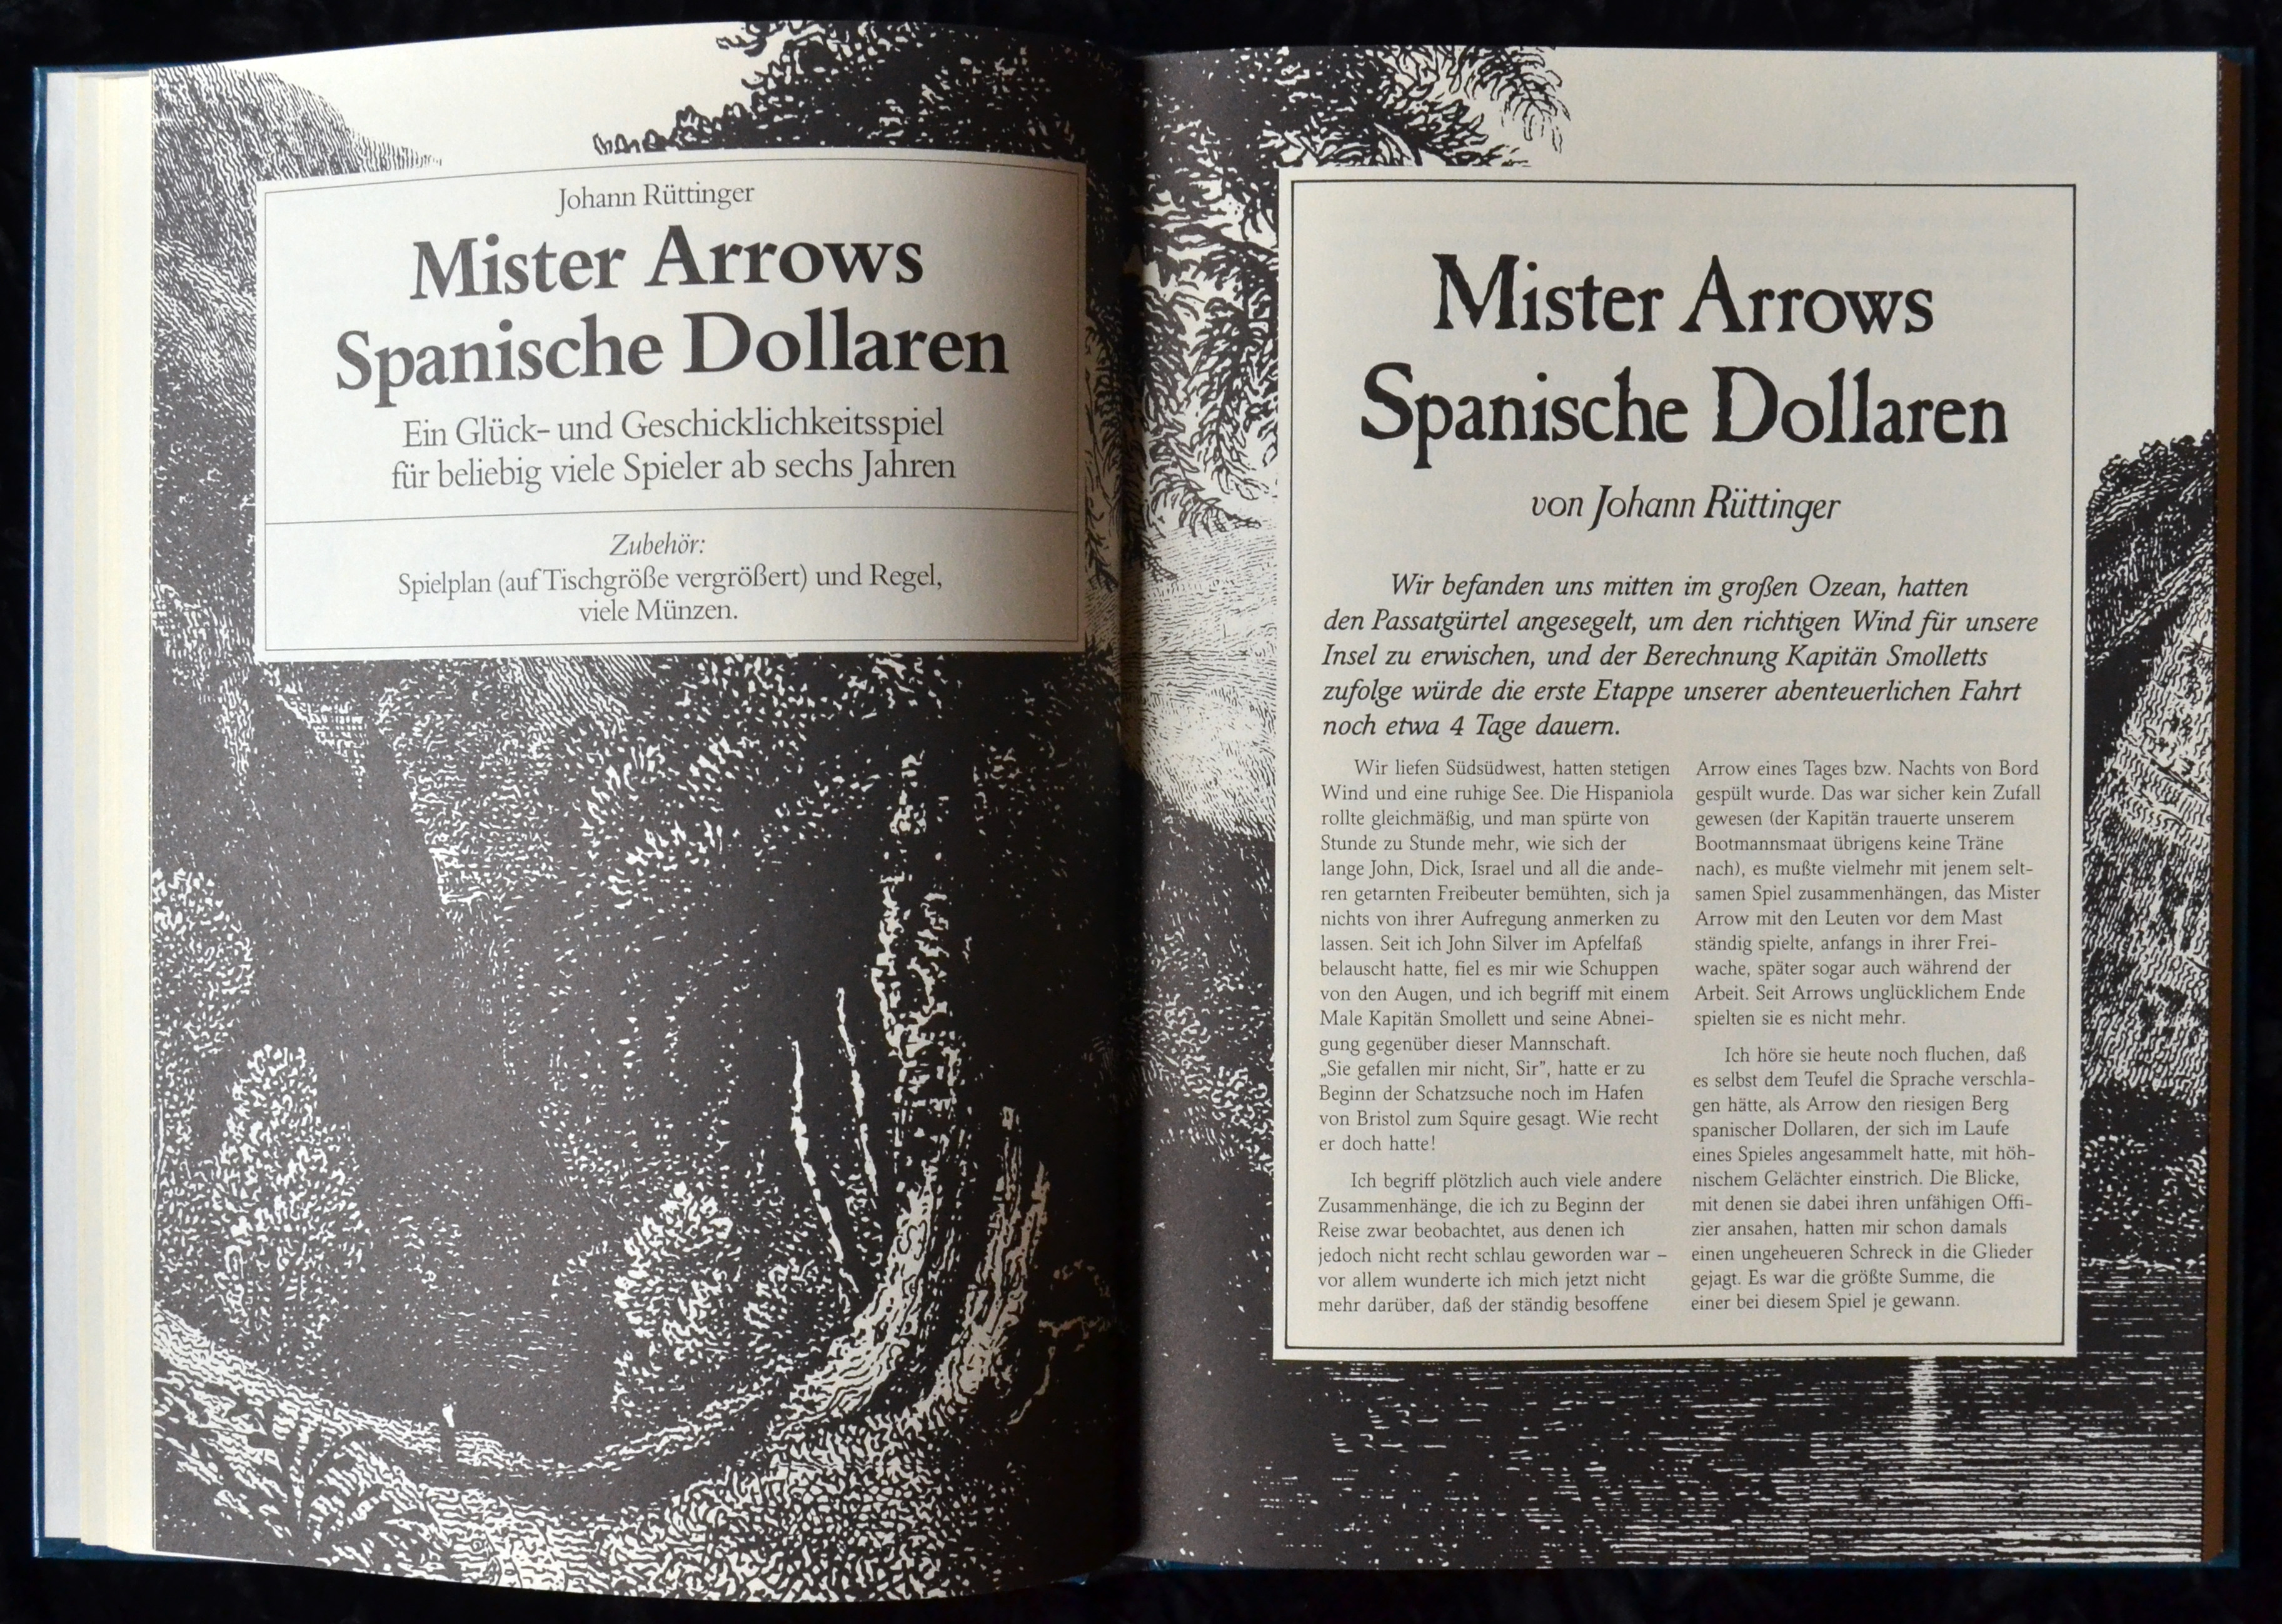 Johann Rüttinger
Mister Arrows
Spanische Dollaren
Ein Glück- und Geschicklichkeitsspiel
für beliebig viele Spieler ab sechs Jahren
Zubehör:
Spielplan (auf Tischgröße vergrößert) und Regel,
viele Münzen.
Mister Arrows
Spanische Dollaren
von Johann Rüttinger
Wir befanden uns mitten im großen Ozean, hatten
den Passatgürtel angesegelt, um den richtigen Wind für unsere
Insel zu erwischen, und der Berechnung Kapitän Smolletts
zufolge würde die erste Etappe unserer abenteuerlichen Fahrt
noch etwa 4 Tage dauern.
Wir liefen Südsüdwest, hatten stetigen
Wind und eine ruhige See. Die Hispaniola
rollte gleichmäßig, und man spürte von
Stunde zu Stunde mehr, wie sich der
lange John, Dick, Israel und all die ande-
ren getarnten Freibeuter bemühten, sich ja
nichts von ihrer Aufregung anmerken zu
lassen. Seit ich John Silver im Apfelfaß
belauscht hatte, fiel es mir wie Schuppen
von den Augen, und ich begriff mit einem
Male Kapitän Smollett und seine Abnei-
gung gegenüber dieser Mannschaft.
„Sie gefallen mir nicht, Sir”, hatte er zu
Beginn der Schatzsuche noch im Hafen
von Bristol zum Squire gesagt. Wie recht
er doch hatte!
Ich begriff plötzlich auch viele andere
Zusammenhänge, die ich zu Beginn der
Reise zwar beobachtet, aus denen ich
jedoch nicht recht schlau geworden war –
vor allem wunderte ich mich jetzt nicht
mehr darüber, daß der ständig besoffene
Arrow eines Tages bzw. Nachts von Bord
gespült wurde. Das war sicher kein Zufall
gewesen (der Kapitän trauerte unserem
Bootmannsmaat übrigens keine Träne
nach), es mußte vielmehr mit jenem selt-
samen Spiel zusammenhängen, das Mister
Arrow mit den Leuten vor dem Mast
ständig spielte, anfangs in ihrer Frei-
wache, später sogar auch während der
Arbeit. Seit Arrows unglücklichem Ende
spielten sie es nicht mehr.
Ich höre sie heute noch fluchen, daß
es selbst dem Teufel die Sprache verschla-
gen hätte, als Arrow den riesigen Berg
spanischer Dollaren, der sich im Laufe
eines Spieles angesammelt hatte, mit höh-
nischem Gelächter einstrich. Die Blicke,
mit denen sie dabei ihren unfähigen Offi-
zier ansahen, hatten mir schon damals
einen ungeheueren Schreck in die Glieder
gejagt. Es war die größte Summe, die
einer bei diesem Spiel je gewann.